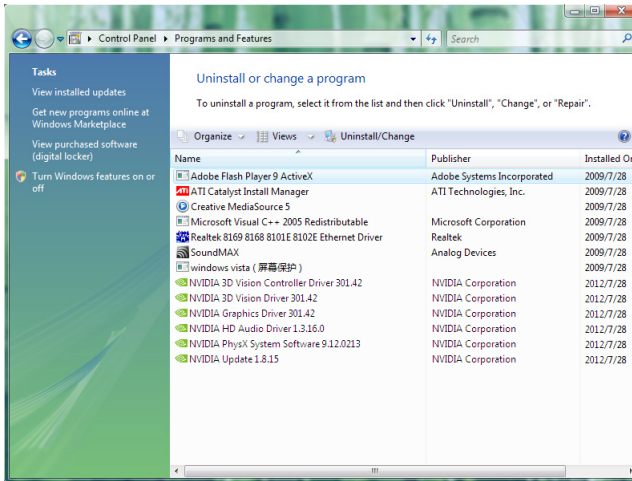 Control Panel ▸ Programs and Features
Search
Tasks
View installed updates
Get new programs online at
Windows Marketplace
View purchased software
(digital locker)
Turn Windows features on or
off
Uninstall or change a program
To uninstall a program, select it from the list and then click "Uninstall", "Change", or "Repair".
Organize Views Uninstall/Change
Name Publisher Installed On
Adobe Flash Player 9 ActiveX Adobe Systems Incorporated 2009/7/28
ATI ATI Catalyst Install Manager ATI Technologies, Inc. 2009/7/28
Creative MediaSource 5 2009/7/28
Microsoft Visual C++ 2005 Redistributable Microsoft Corporation 2009/7/28
Realtek 8169 8168 8101E 8102E Ethernet Driver Realtek 2009/7/28
SoundMAX Analog Devices 2009/7/28
windows vista ( 屏幕保护 ) 2009/7/28
NVIDIA 3D Vision Controller Driver 301.42 NVIDIA Corporation 2012/7/28
NVIDIA 3D Vision Driver 301.42 NVIDIA Corporation 2012/7/28
NVIDIA Graphics Driver 301.42 NVIDIA Corporation 2012/7/28
NVIDIA HD Audio Driver 1.3.16.0 NVIDIA Corporation 2012/7/28
NVIDIA PhysX System Software 9.12.0213 NVIDIA Corporation 2012/7/28
NVIDIA Update 1.8.15 NVIDIA Corporation 2012/7/28